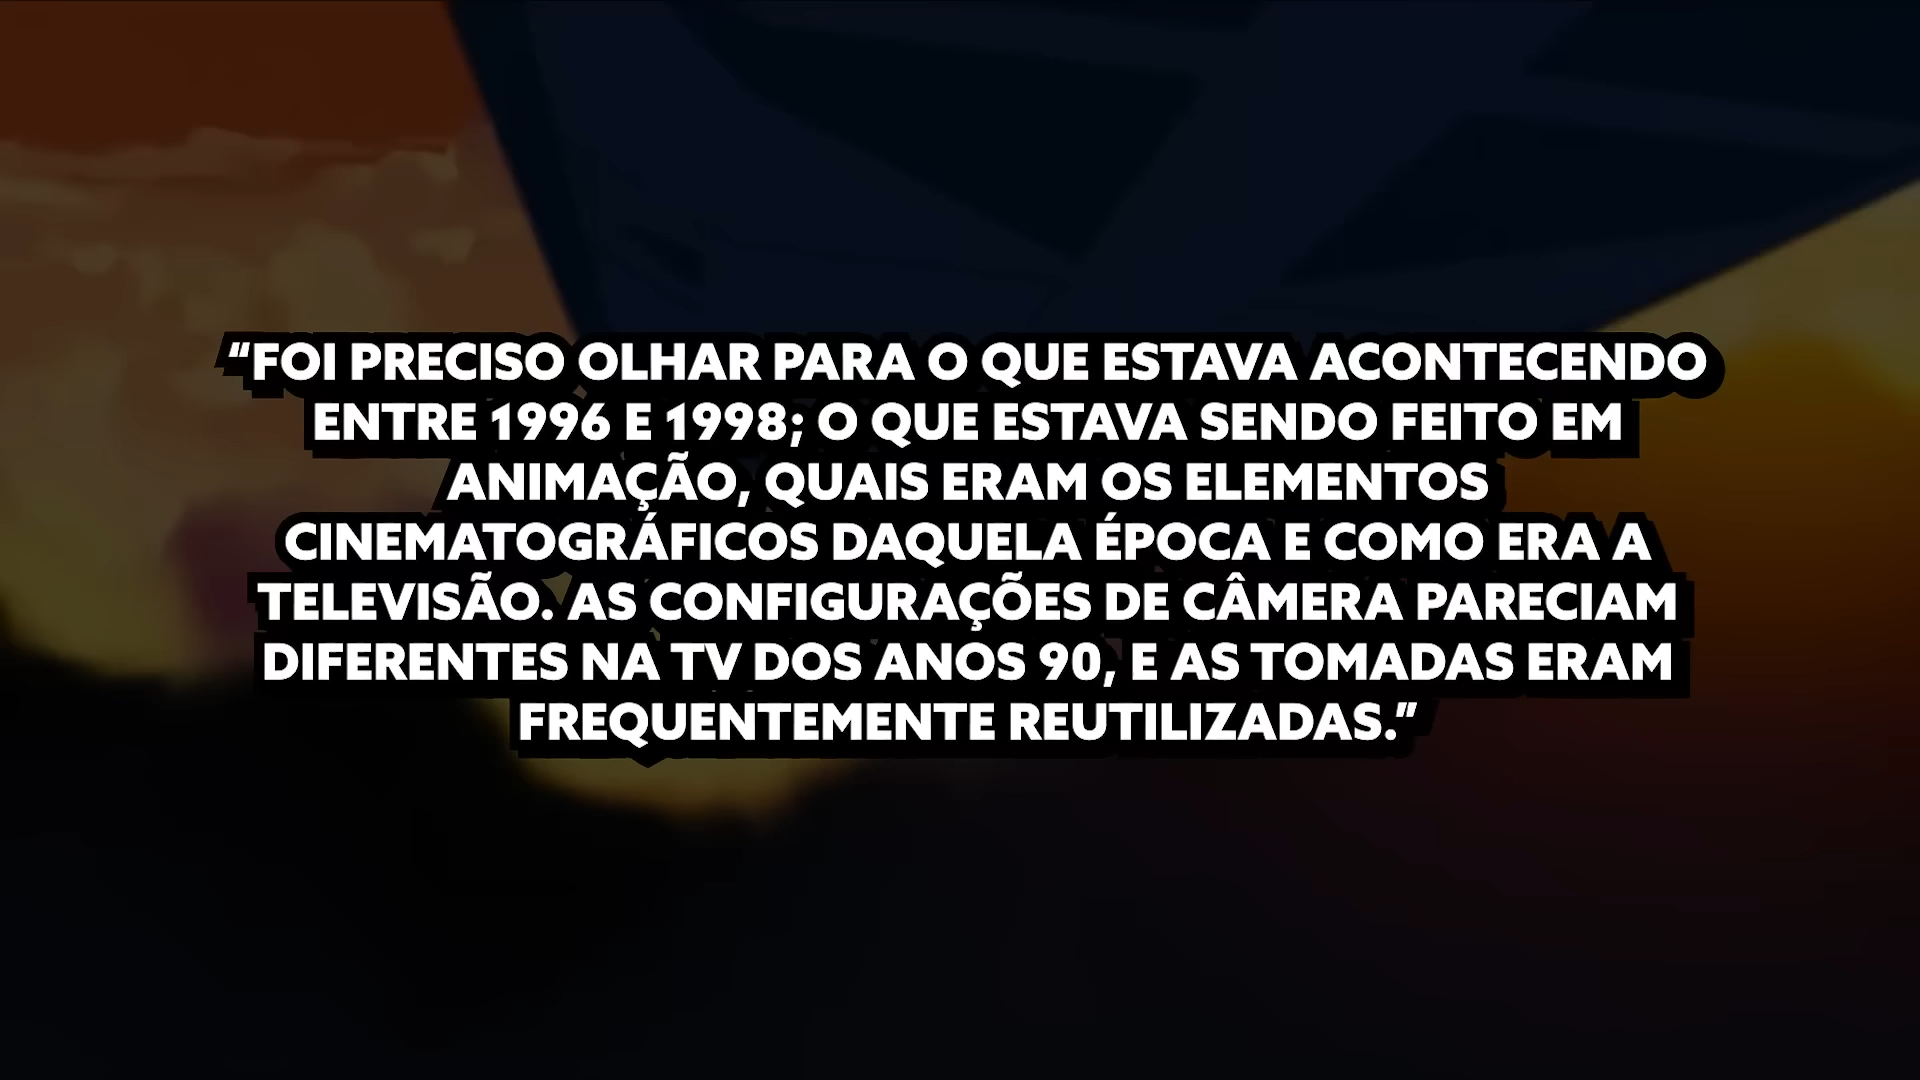 “FOI PRECISO OLHAR PARA O QUE ESTAVA ACONTECENDO
ENTRE 1996 E 1998; O QUE ESTAVA SENDO FEITO EM
ANIMAÇÃO, QUAIS ERAM OS ELEMENTOS
CINEMATOGRÁFICOS DAQUELA ÉPOCA E COMO ERA A
TELEVISÃO. AS CONFIGURAÇÕES DE CÂMERA PARECIAM
DIFERENTES NA TV DOS ANOS 90, E AS TOMADAS ERAM
FREQUENTEMENTE REUTILIZADAS.”